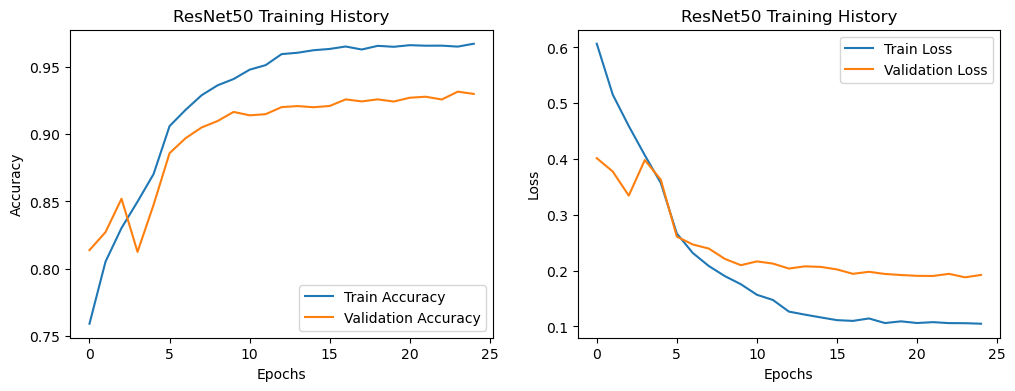 ResNet50 Training History
Accuracy
0.95
0.90
0.85
0.80
0.75
Train Accuracy
Validation Accuracy
0 5 10 15 20 25
Epochs
ResNet50 Training History
Loss
0.6
0.5
0.4
0.3
0.2
0.1
Train Loss
Validation Loss
0 5 10 15 20 25
Epochs